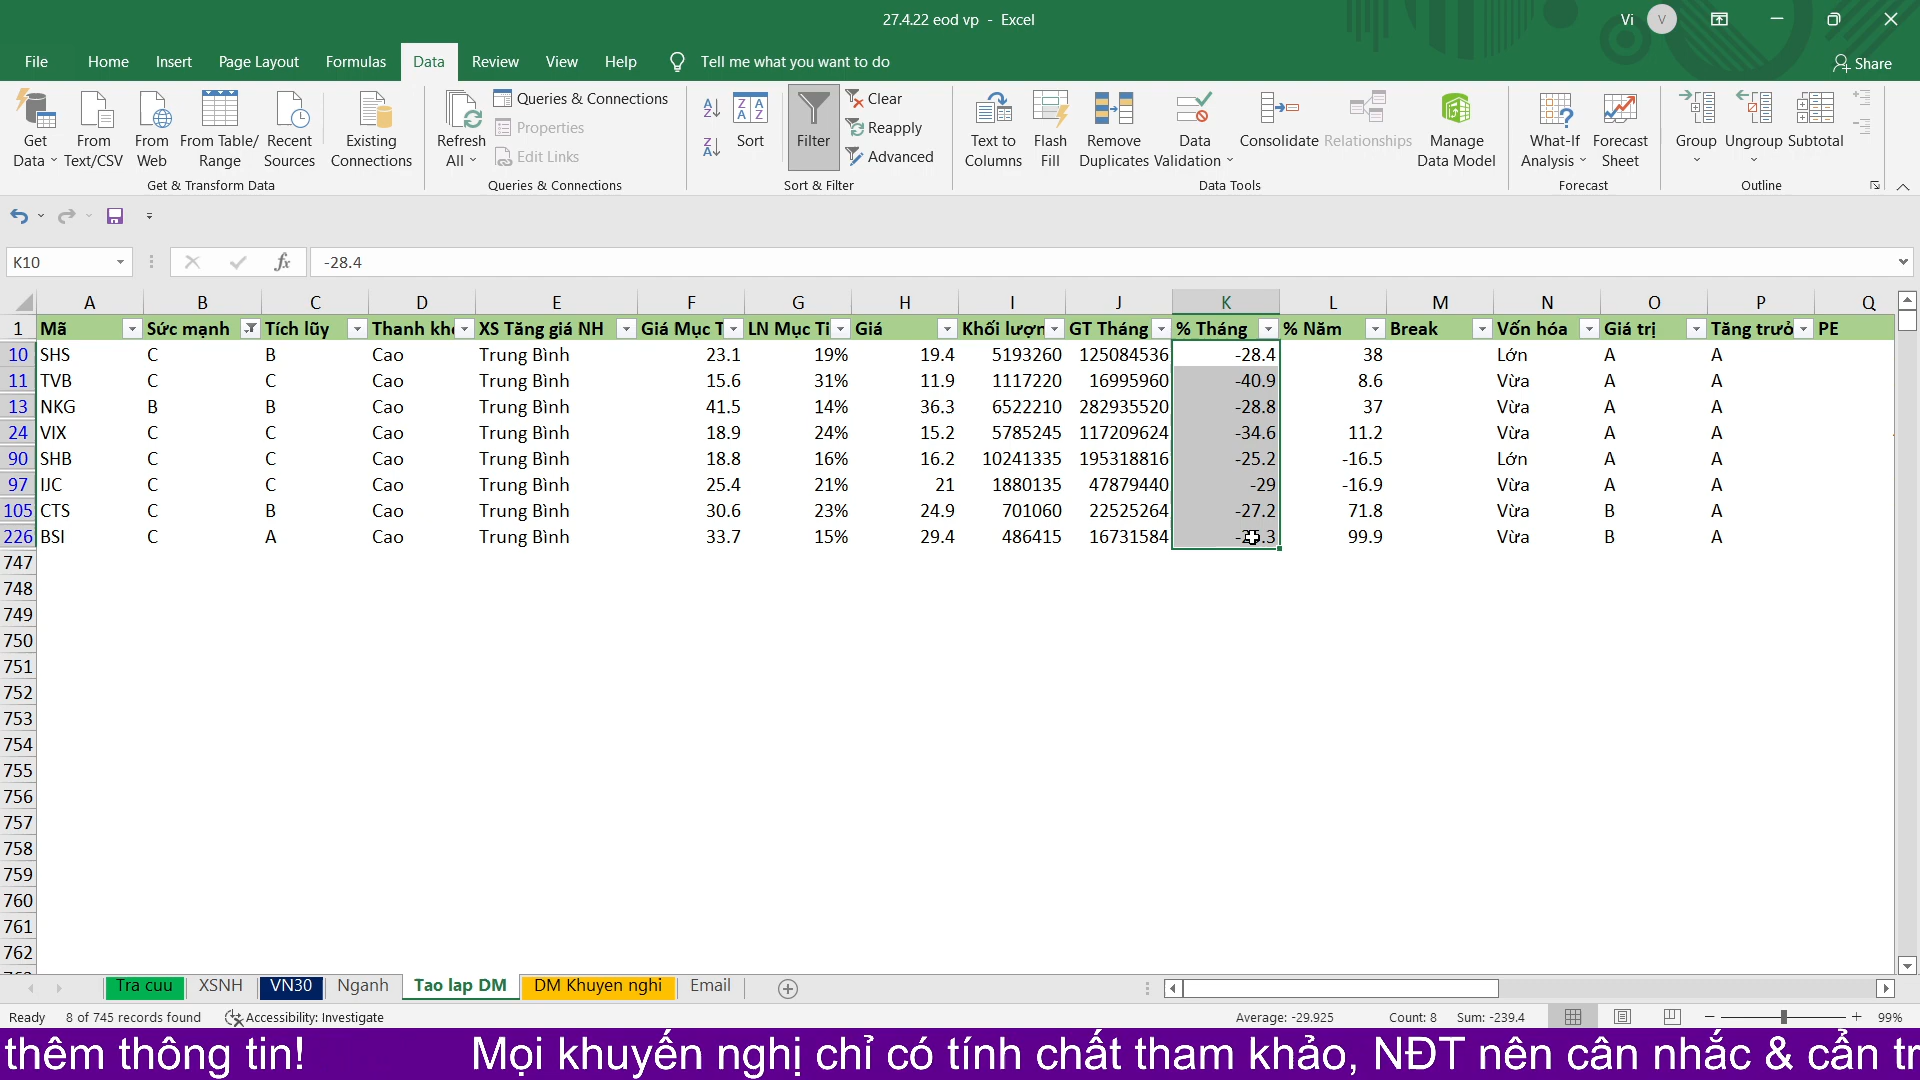 27.4.22 eod vp - Excel
Vi V
File Home Insert Page Layout Formulas Data Review View Help Tell me what you want to do Share
Get Data From Text/CSV From Web From Table/ Range Recent Sources Existing Connections
Get & Transform Data
Refresh All Queries & Connections
Properties
Edit Links
Queries & Connections
Sort Filter Clear
Reapply
Advanced
Sort & Filter
Text to Columns Flash Fill Remove Duplicates Data Validation Consolidate Relationships Manage Data Model
Data Tools
What-If Analysis Forecast Sheet
Forecast
Group Ungroup Subtotal
Outline
K10 fx -28.4
A B C D E F G H I J K L M N O P Q
1 Mã Sức mạnh Tích lũy Thanh kho XS Tăng giá NH Giá Mục T LN Mục Ti Giá Khối lượn GT Tháng % Tháng % Năm Break Vốn hóa Giá trị Tăng trưở PE
10 SHS C B Cao Trung Bình 23.1 19% 19.4 5193260 125084536 -28.4 38 Lớn A A
11 TVB C C Cao Trung Bình 15.6 31% 11.9 1117220 16995960 -40.9 8.6 Vừa A A
13 NKG B B Cao Trung Bình 41.5 14% 36.3 6522210 282935520 -28.8 37 Vừa A A
24 VIX C C Cao Trung Bình 18.9 24% 15.2 5785245 117209624 -34.6 11.2 Vừa A A
90 SHB C C Cao Trung Bình 18.8 16% 16.2 10241335 195318816 -25.2 -16.5 Lớn A A
97 IJC C C Cao Trung Bình 25.4 21% 21 1880135 47879440 -29 -16.9 Vừa A A
105 CTS C B Cao Trung Bình 30.6 23% 24.9 701060 22525264 -27.2 71.8 Vừa B A
226 BSI C A Cao Trung Bình 33.7 15% 29.4 486415 16731584 99.9 Vừa B A
747
748
749
750
751
752
753
754
755
756
757
758
759
760
761
762
Tra cuu XSNH VN30 Nganh Tao lap DM DM Khuyen nghi Email
Ready 8 of 745 records found Accessibility: Investigate Average: -29.925 Count: 8 Sum: -239.4 99%
thêm thông tin! Mọi khuyến nghị chỉ có tính chất tham khảo, NĐT nên cân nhắc & cẩn tr